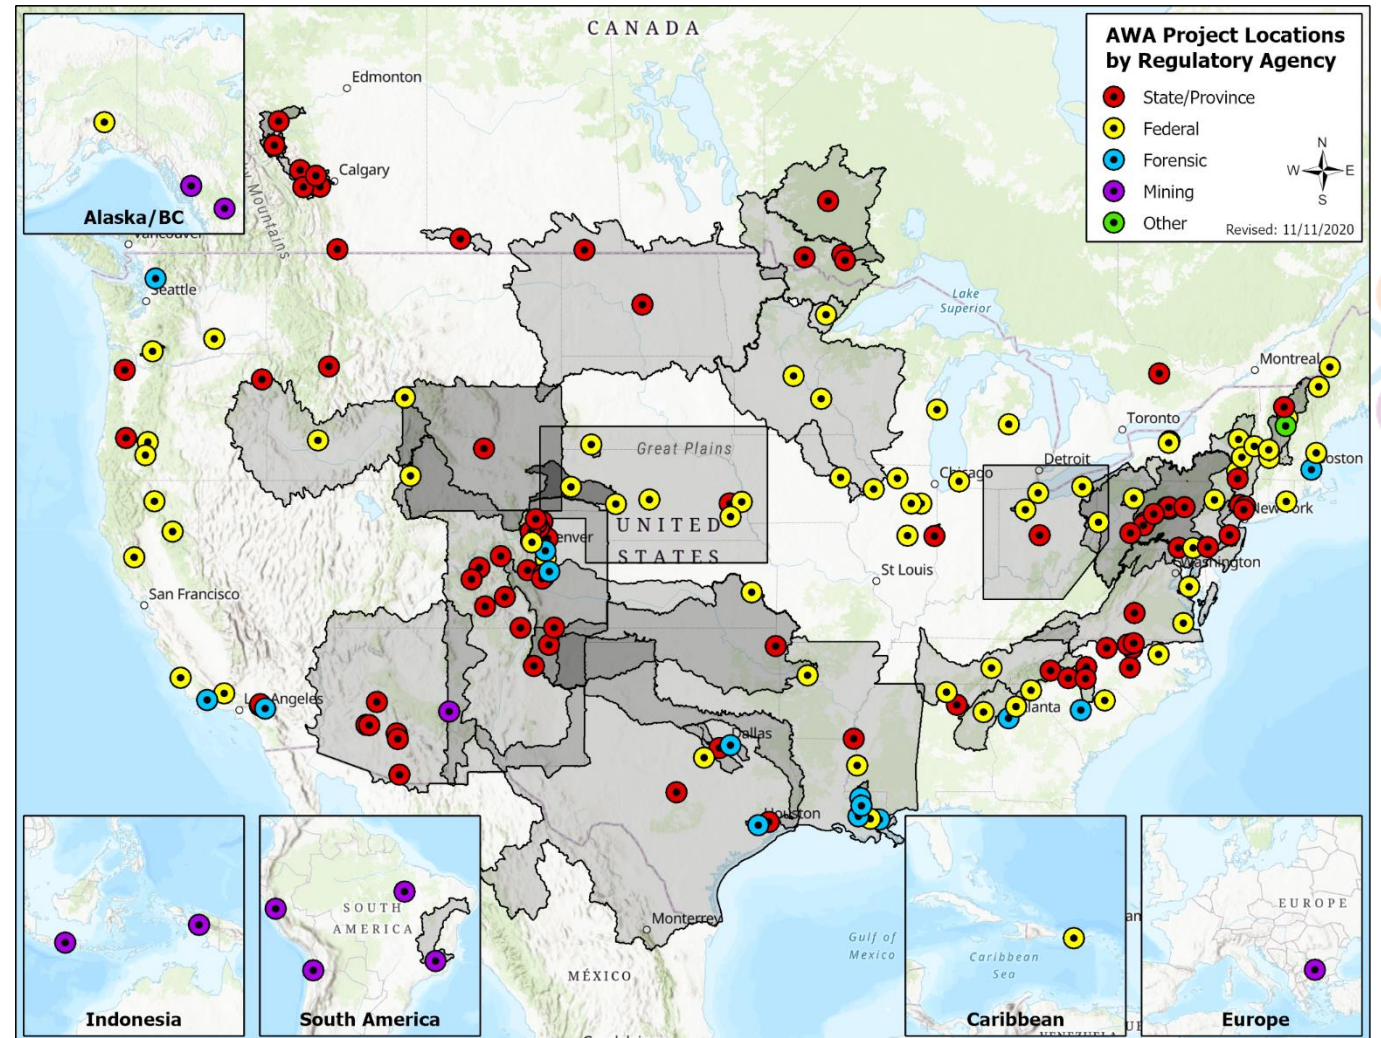 CANADA
AWA Project Locations
by Regulatory Agency
State/Province
Federal
Forensic
Mining
Other
N
W
E
S
Revised: 11/11/2020
Edmonton
Calgary
Mountains
Alaska/BC
Seattle
Lake
Superior
Montreal
Toronto
Great Plains
Chicago
Detroit
UNITED
STATES
St Louis
Washington
San Francisco
Dallas
Houston
Monterrey
MÉXICO
Gulf of
Mexico
Indonesia
SOUTH
AMERICA
South America
Caribbean
Sea
Caribbean
EUROPE
Europe